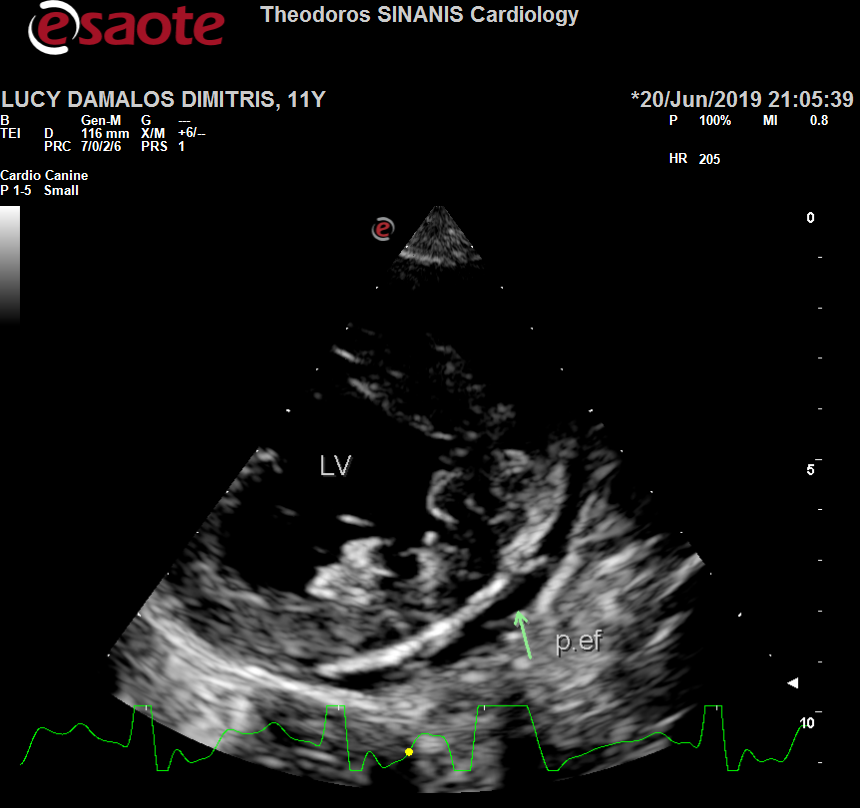 esaote
Theodoros SINANIS Cardiology
LUCY DAMALOS DIMITRIS, 11Y
*20/Jun/2019 21:05:39
B Gen-M G ---
TEI D 116 mm X/M +6/--
PRC 7/0/2/6 PRS 1
P 100% MI 0.8
HR 205
Cardio Canine
P 1-5 Small
e
0
LV
5
p.ef
10